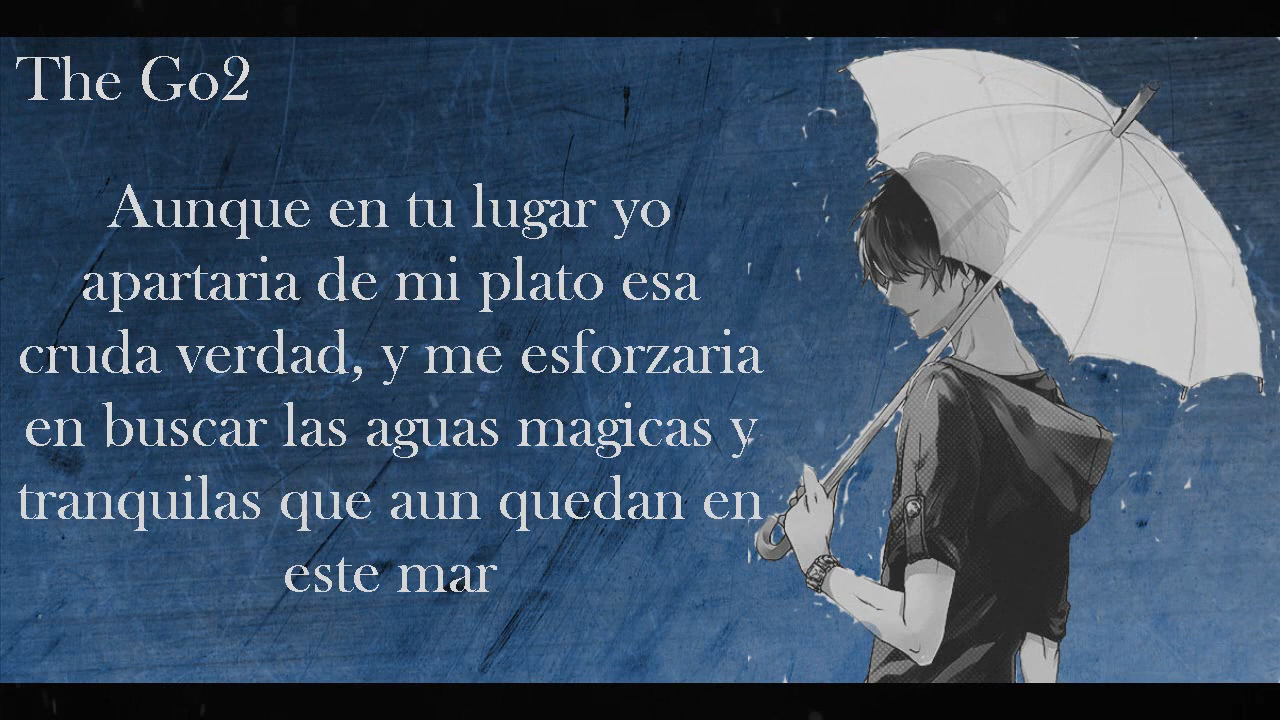 The Go2
Aunque en tu lugar yo
apartaria de mi plato esa
cruda verdad, y me esforzaria
en buscar las aguas magicas y
tranquilas que aun quedan en
este mar